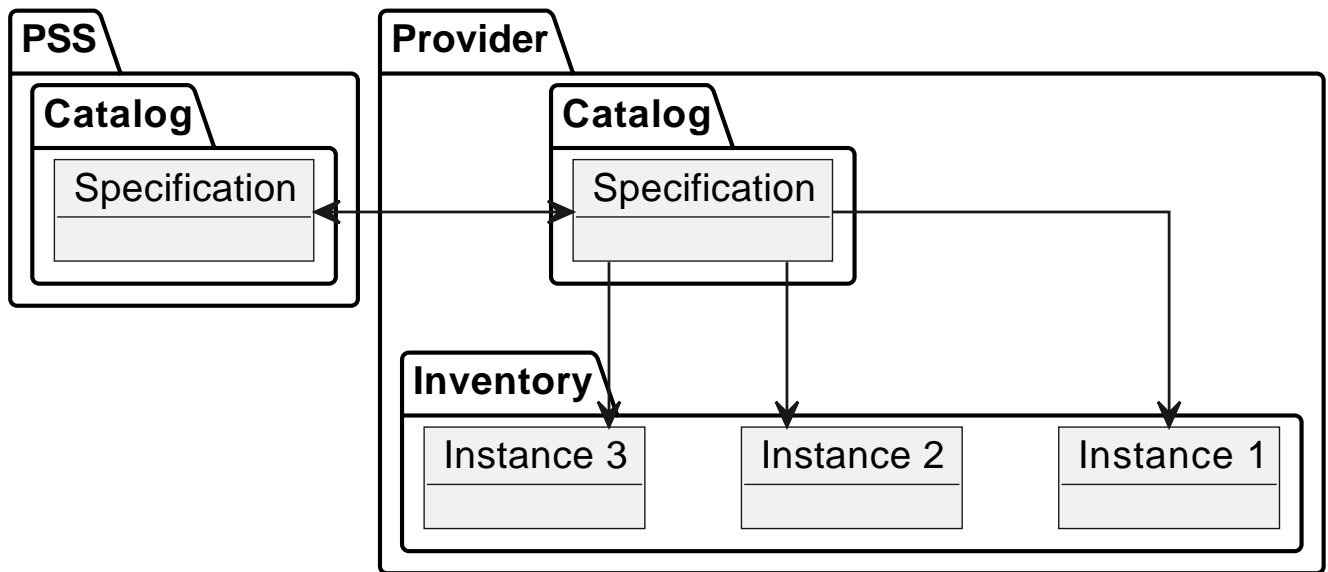 PSS
Provider
Catalog
Catalog
Specification
Specification
Inventory
Instance 3
Instance 2
Instance 1